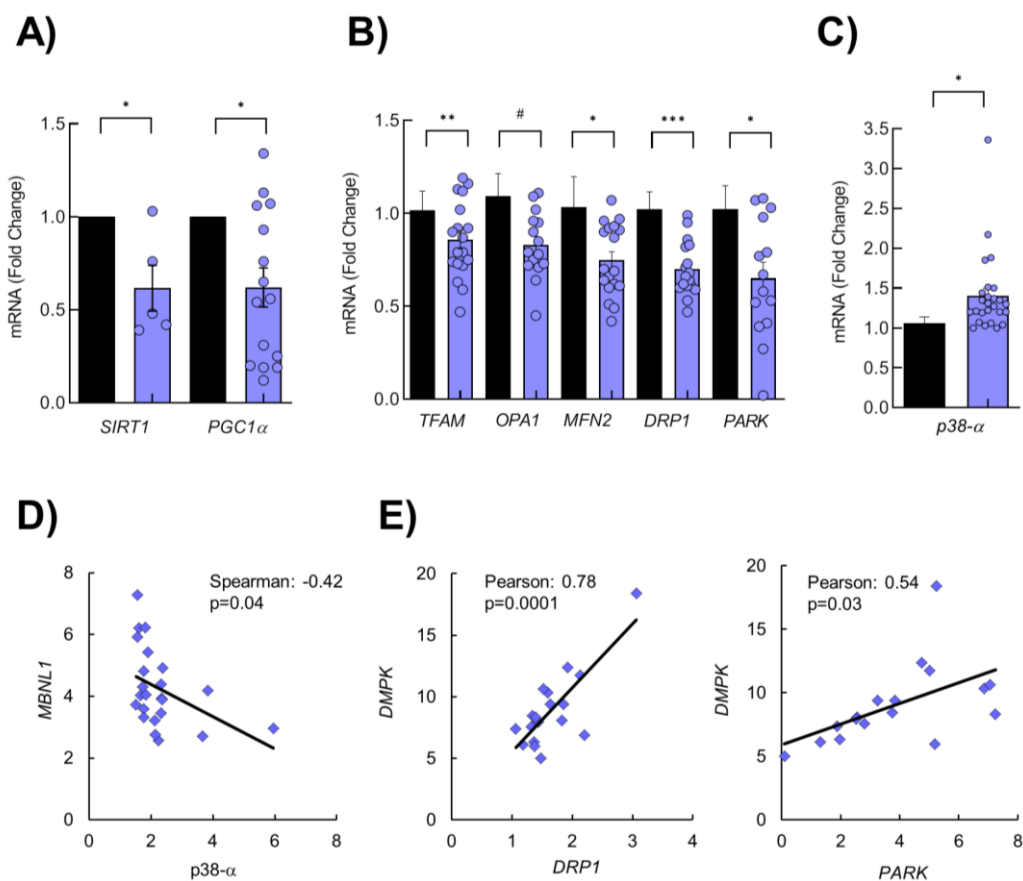 A)
B)
C)
*
*
mRNA (Fold Change)
1.5
1.0
0.5
0.0
SIRT1
PGC1α
**
#
*
***
*
mRNA (Fold Change)
1.5
1.0
0.5
0.0
TFAM
OPA1
MFN2
DRP1
PARK
*
mRNA (Fold Change)
3.5
3.0
2.5
2.0
1.5
1.0
0.5
0.0
p38-α
D)
E)
Spearman: -0.42
p=0.04
MBNL1
8
6
4
2
0
0 2 4 6 8
p38-α
Pearson: 0.78
p=0.0001
DMPK
20
15
10
5
0
0 1 2 3 4
DRP1
Pearson: 0.54
p=0.03
DMPK
20
15
10
5
0
0 2 4 6 8
PARK